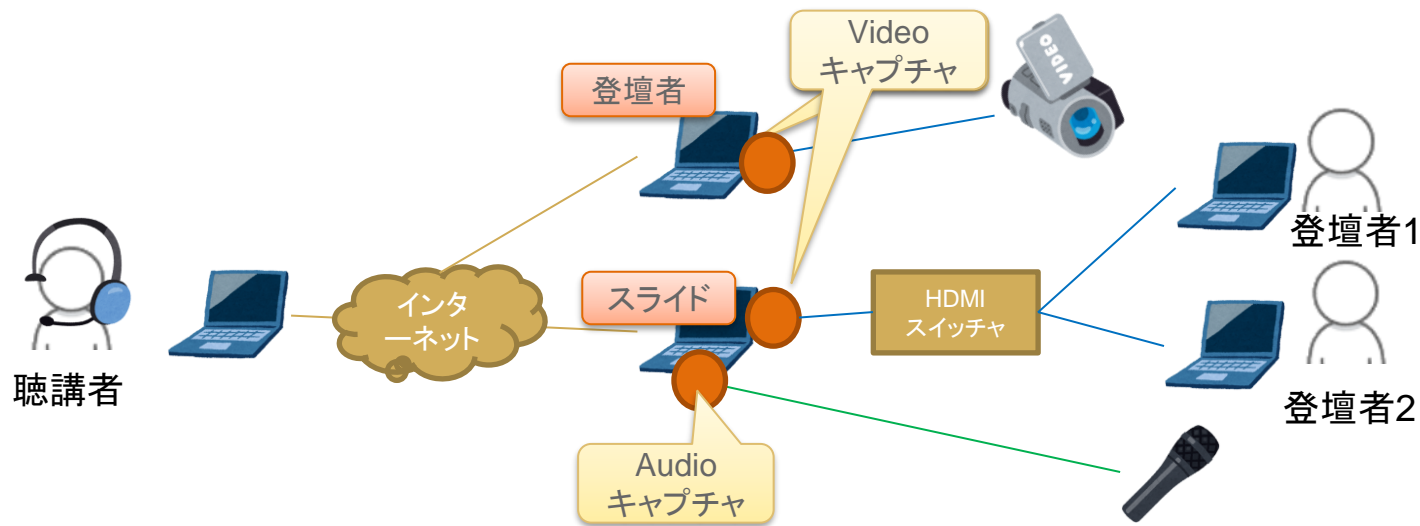 Video
キャプチャ
VIDEO
登壇者
登壇者1
スライド
HDMI
スイッチャ
インタ
ーネット
聴講者
登壇者2
Audio
キャプチャ